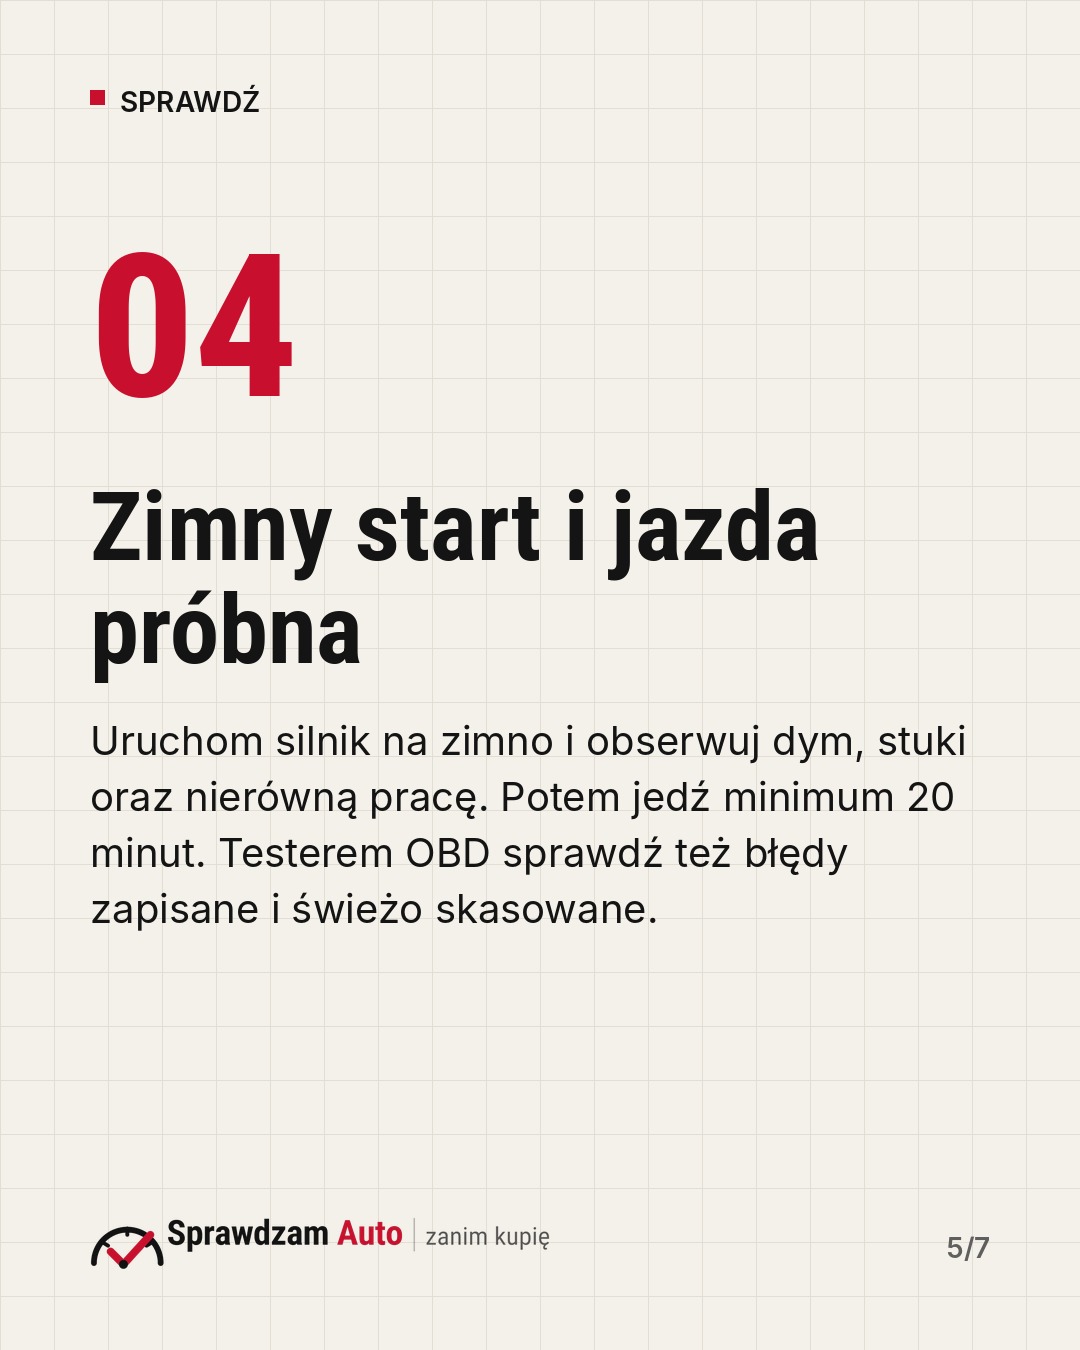 SPRAWDŹ
04
Zimny start i jazda
próbna
Uruchom silnik na zimno i obserwuj dym, stuki
oraz nierówną pracę. Potem jedź minimum 20
minut. Testerem OBD sprawdź też błędy
zapisane i świeżo skasowane.
Sprawdzam Auto | zanim kupię
5/7